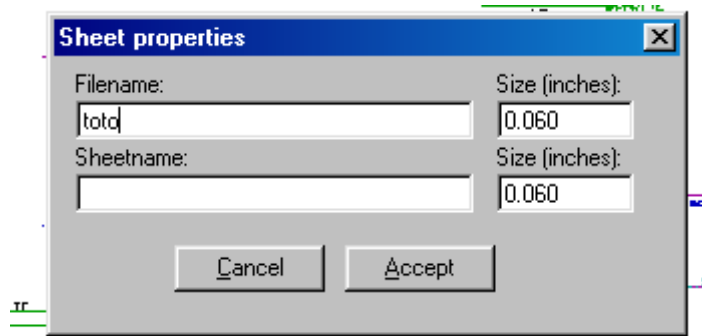 Sheet properties
Filename: Size (inches):
toto 0.060
Sheetname: Size (inches):
0.060
Cancel Accept